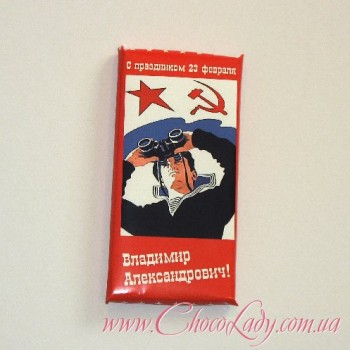 С праздником 23 февраля
Владимир
Александрович!
www.ChocoLady.com.ua